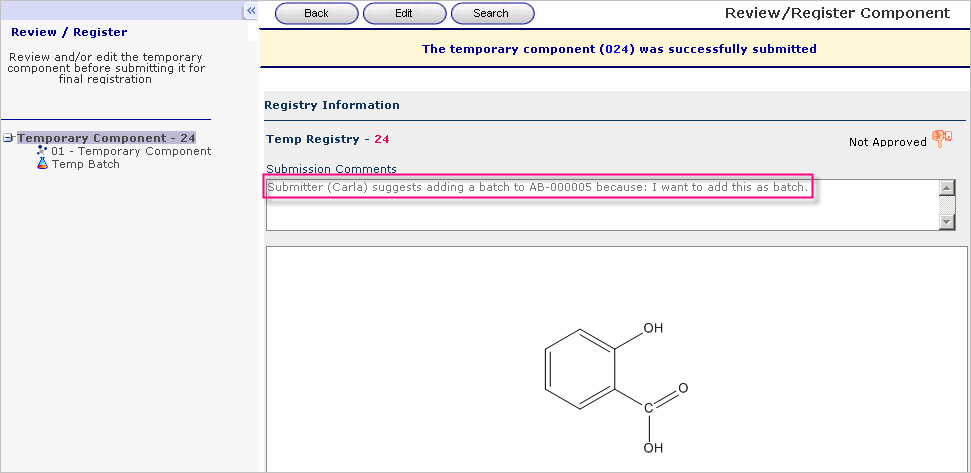 «
Back Edit Search Review/Register Component
Review / Register
Review and/or edit the temporary
component before submitting it for
final registration
Temporary Component - 24
01 - Temporary Component
Temp Batch
The temporary component (024) was successfully submitted
Registry Information
Temp Registry - 24
Not Approved
Submission Comments
Submitter (Carla) suggests adding a batch to AB-000005 because: I want to add this as batch.
OH
O
C
OH